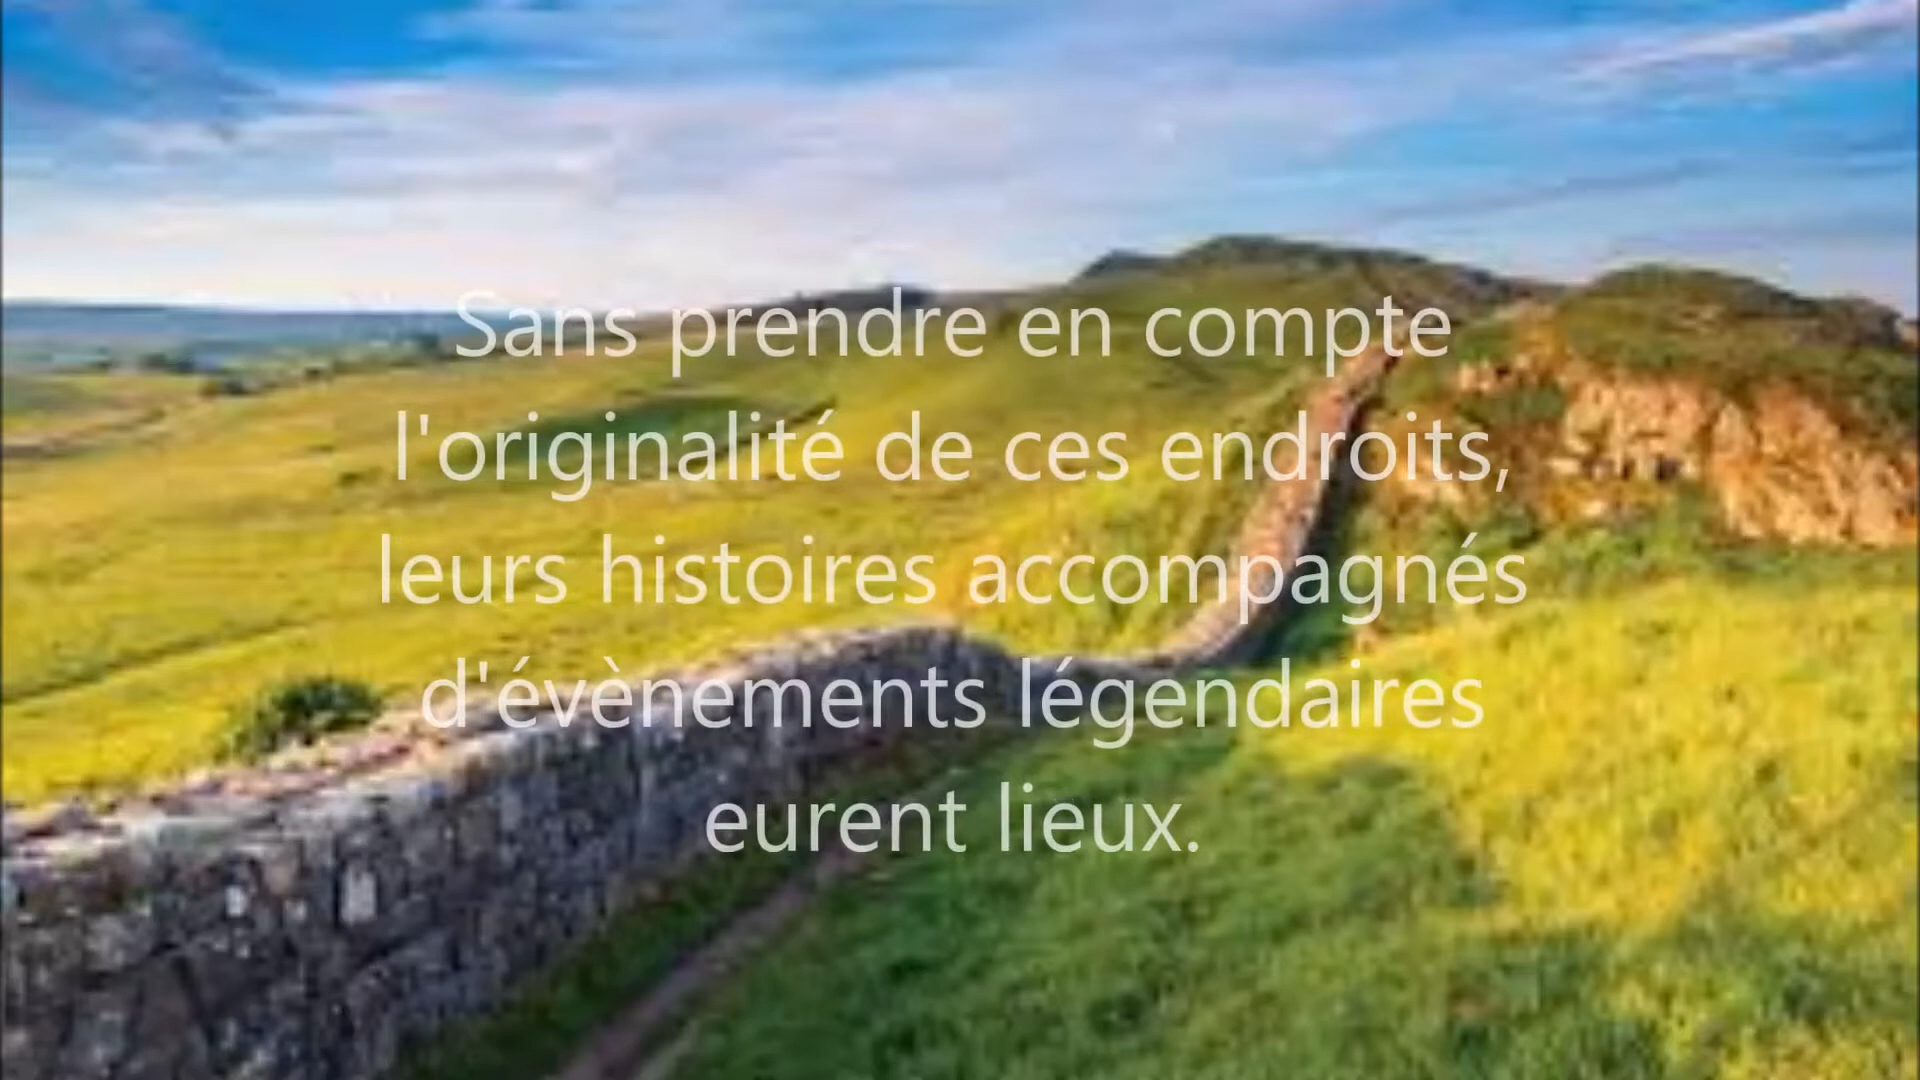 Sans prendre en compte
l'originalité de ces endroits,
leurs histoires accompagnés
d'évènements légendaires
eurent lieux.